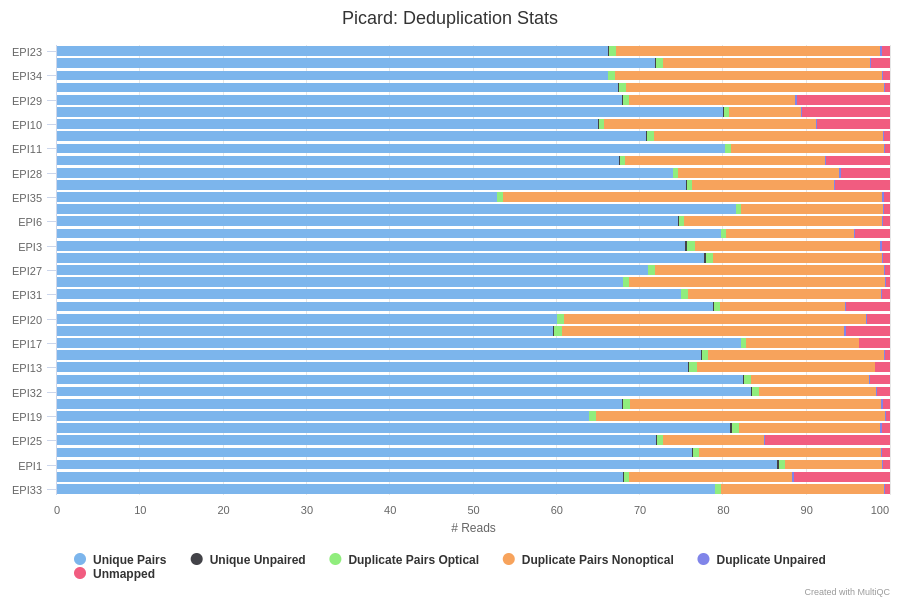 Picard: Deduplication Stats
EPI23
EPI34
EPI29
EPI10
EPI11
EPI28
EPI35
EPI6
EPI3
EPI27
EPI31
EPI20
EPI17
EPI13
EPI32
EPI19
EPI25
EPI1
EPI33
0 10 20 30 40 50 60 70 80 90 100
# Reads
Unique Pairs Unique Unpaired Duplicate Pairs Optical Duplicate Pairs Nonoptical Duplicate Unpaired
Unmapped
Created with MultiQC